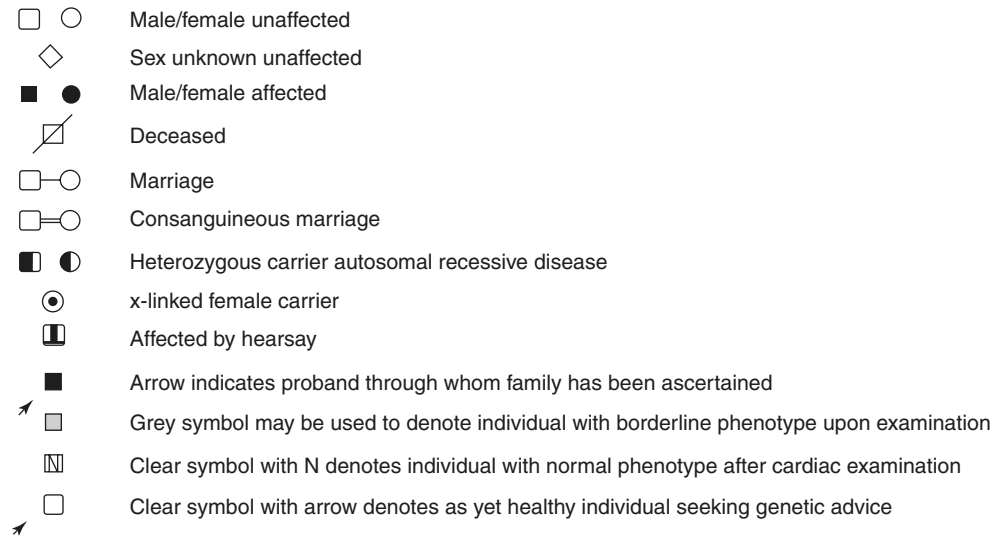 Male/female unaffected
Sex unknown unaffected
Male/female affected
Deceased
Marriage
Consanguineous marriage
Heterozygous carrier autosomal recessive disease
x-linked female carrier
Affected by hearsay
Arrow indicates proband through whom family has been ascertained
Grey symbol may be used to denote individual with borderline phenotype upon examination
N Clear symbol with N denotes individual with normal phenotype after cardiac examination
Clear symbol with arrow denotes as yet healthy individual seeking genetic advice